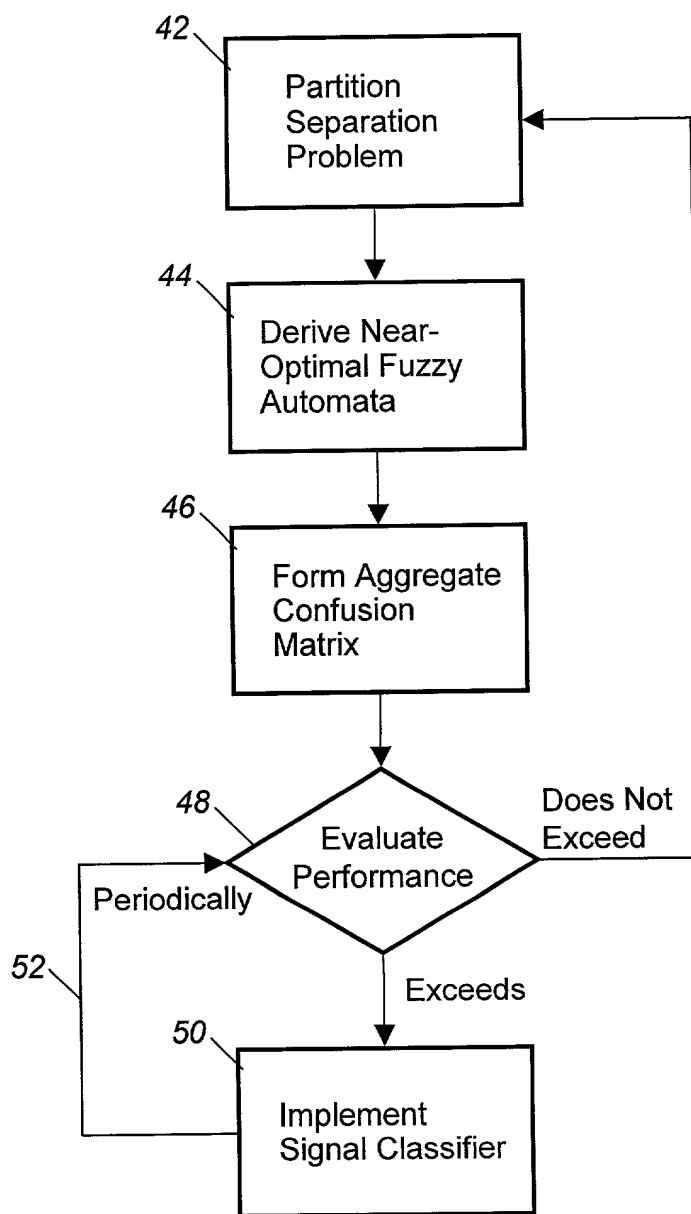 42
Partition
Separation
Problem
44
Derive Near-
Optimal Fuzzy
Automata
46
Form Aggregate
Confusion
Matrix
48
Evaluate
Performance
Does Not
Exceed
Periodically
52
Exceeds
50
Implement
Signal Classifier